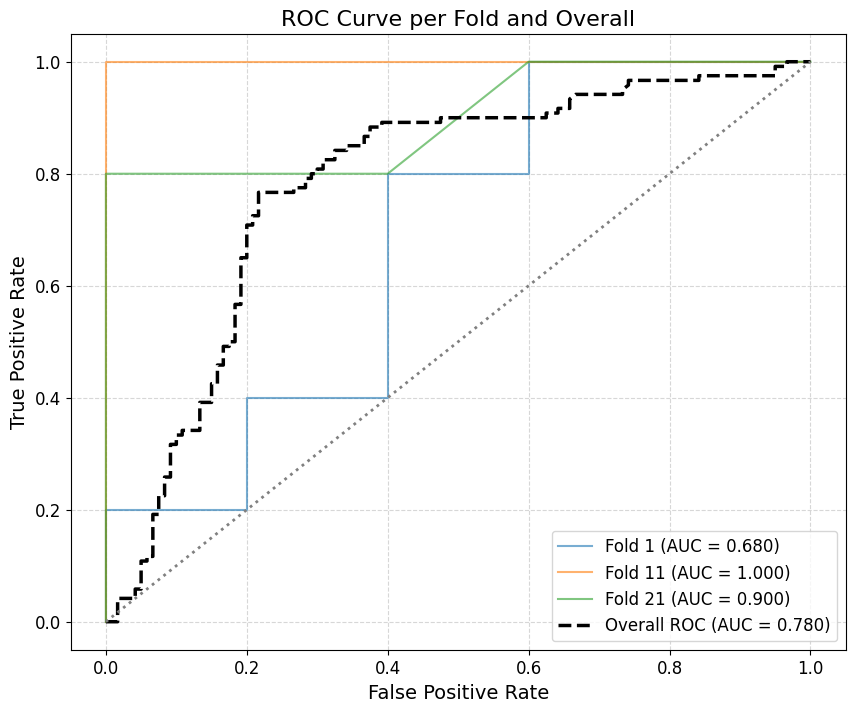 ROC Curve per Fold and Overall
True Positive Rate
1.0
0.8
0.6
0.4
0.2
0.0
Fold 1 (AUC = 0.680)
Fold 11 (AUC = 1.000)
Fold 21 (AUC = 0.900)
Overall ROC (AUC = 0.780)
0.0 0.2 0.4 0.6 0.8 1.0
False Positive Rate